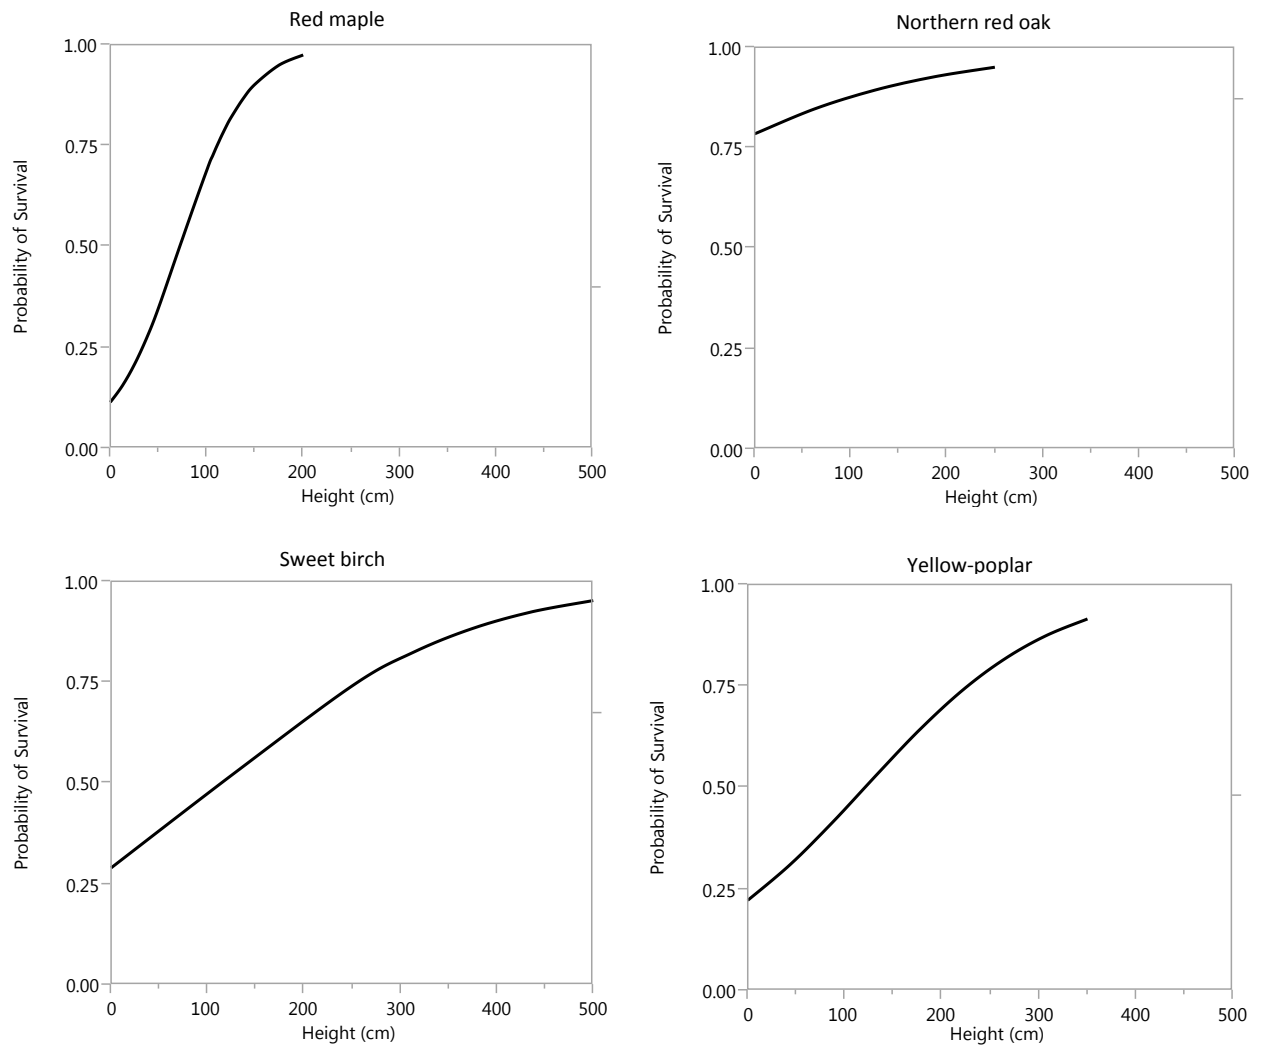 Red maple
1.00
0.75
0.50
0.25
0.00
Probability of Survival
0 100 200 300 400 500
Height (cm)
Northern red oak
1.00
0.75
0.50
0.25
0.00
Probability of Survival
0 100 200 300 400 500
Height (cm)
Sweet birch
1.00
0.75
0.50
0.25
0.00
Probability of Survival
0 100 200 300 400 500
Height (cm)
Yellow-poplar
1.00
0.75
0.50
0.25
0.00
Probability of Survival
0 100 200 300 400 500
Height (cm)